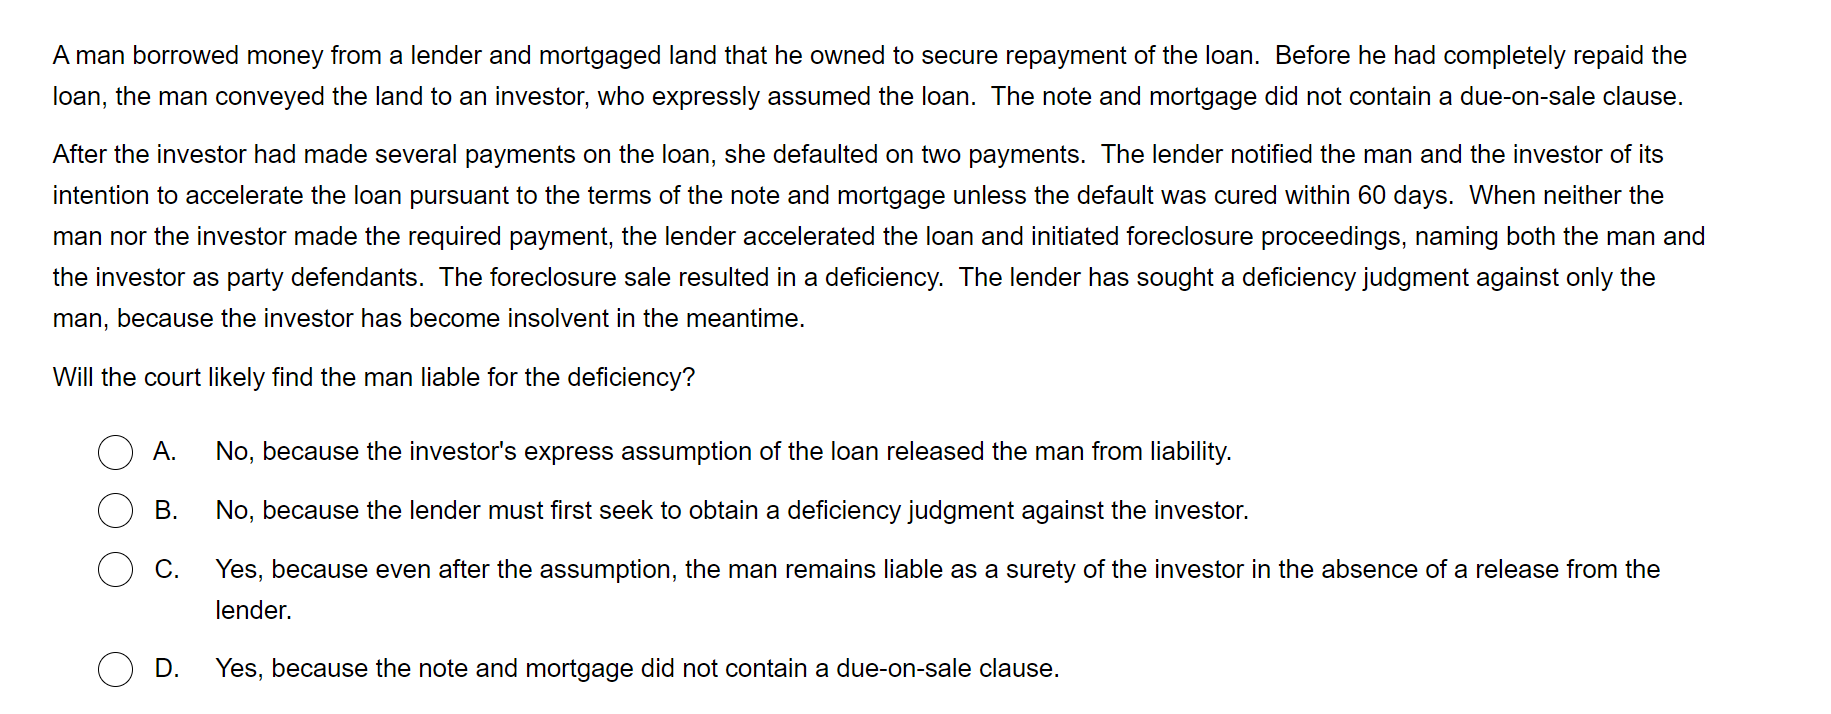 A man borrowed money from a lender and mortgaged land that he owned to secure repayment of the loan.  Before he had completely repaid the
loan, the man conveyed the land to an investor, who expressly assumed the loan.  The note and mortgage did not contain a due-on-sale clause.
After the investor had made several payments on the loan, she defaulted on two payments.  The lender notified the man and the investor of its
intention to accelerate the loan pursuant to the terms of the note and mortgage unless the default was cured within 60 days.  When neither the
man nor the investor made the required payment, the lender accelerated the loan and initiated foreclosure proceedings, naming both the man and
the investor as party defendants.  The foreclosure sale resulted in a deficiency.  The lender has sought a deficiency judgment against only the
man, because the investor has become insolvent in the meantime.
Will the court likely find the man liable for the deficiency?
A. No, because the investor's express assumption of the loan released the man from liability.
B. No, because the lender must first seek to obtain a deficiency judgment against the investor.
C. Yes, because even after the assumption, the man remains liable as a surety of the investor in the absence of a release from the
lender.
D. Yes, because the note and mortgage did not contain a due-on-sale clause.